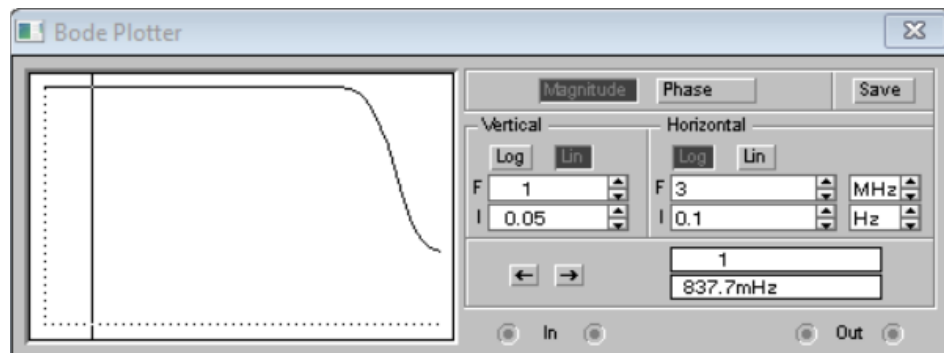 Bode Plotter
Magnitude Phase Save
Vertical Horizontal
Log Lin Log Lin
F 1 F 3 MHz
I 0.05 I 0.1 Hz
← → 1
837.7mHz
In Out